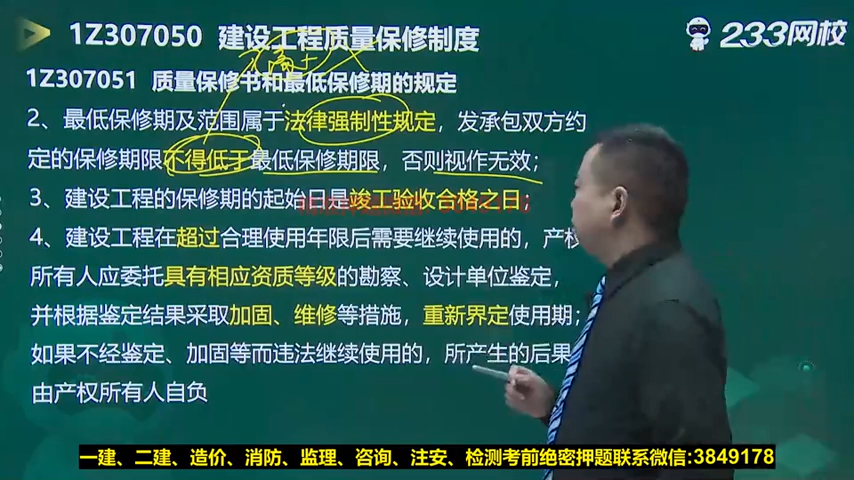 1Z307050 建设工程质量保修制度
233网校
1Z307051 质量保修书和最低保修期的规定
2、最低保修期及范围属于法律强制性规定，发承包双方约
定的保修期限不得低于最低保修期限，否则视作无效；
3、建设工程的保修期的起始日是竣工验收合格之日；
4、建设工程在超过合理使用年限后需要继续使用的，产权
所有人应委托具有相应资质等级的勘察、设计单位鉴定，
并根据鉴定结果采取加固、维修等措施，重新界定使用期；
如果不经鉴定、加固等而违法继续使用的，所产生的后果
由产权所有人自负
一建、二建、造价、消防、监理、咨询、注安、检测考前绝密押题联系微信:3849178